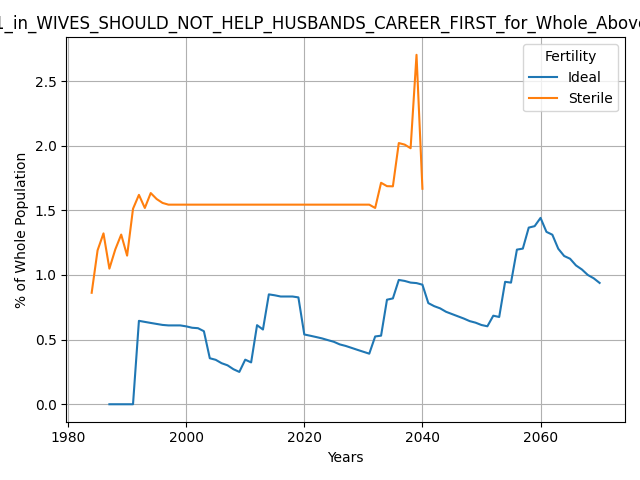 1_in_WIVES_SHOULD_NOT_HELP_HUSBANDS_CAREER_FIRST_for_Whole_Above
Fertility
Ideal
Sterile
% of Whole Population
2.5
2.0
1.5
1.0
0.5
0.0
1980 2000 2020 2040 2060
Years